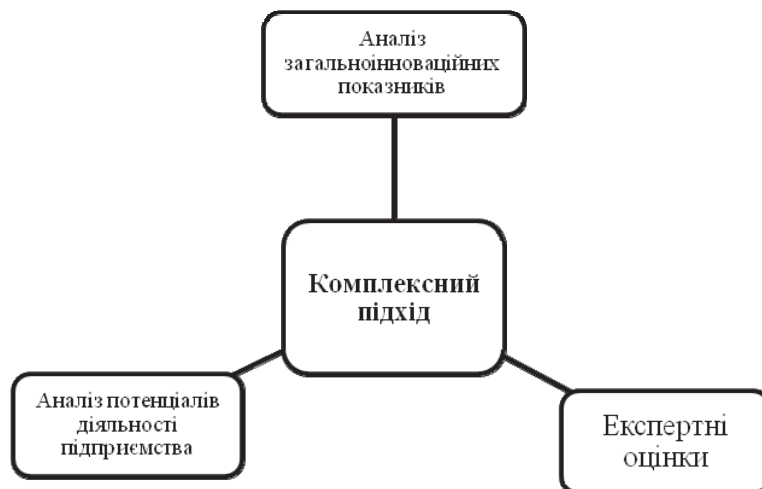 Аналіз
загальноінноваційних
показників
Комплексний
підхід
Аналіз потенціалів
діяльності
підприємства
Експертні
оцінки